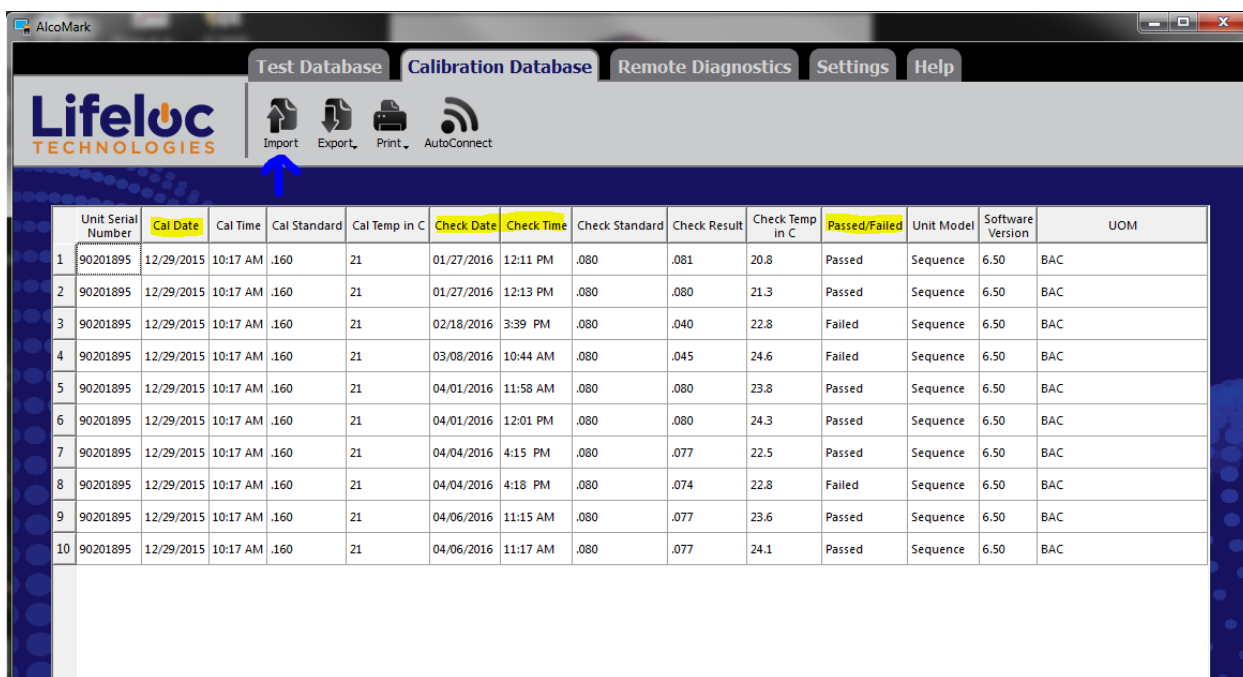 AlcoMark
Test Database Calibration Database Remote Diagnostics Settings Help
Lifeloc
TECHNOLOGIES
Import Export Print AutoConnect
Unit Serial Number Cal Date Cal Time Cal Standard Cal Temp in C Check Date Check Time Check Standard Check Result Check Temp in C Passed/Failed Unit Model Software Version UOM
1 90201895 12/29/2015 10:17 AM .160 21 01/27/2016 12:11 PM .080 .081 20.8 Passed Sequence 6.50 BAC
2 90201895 12/29/2015 10:17 AM .160 21 01/27/2016 12:13 PM .080 .080 21.3 Passed Sequence 6.50 BAC
3 90201895 12/29/2015 10:17 AM .160 21 02/18/2016 3:39 PM .080 .040 22.8 Failed Sequence 6.50 BAC
4 90201895 12/29/2015 10:17 AM .160 21 03/08/2016 10:44 AM .080 .045 24.6 Failed Sequence 6.50 BAC
5 90201895 12/29/2015 10:17 AM .160 21 04/01/2016 11:58 AM .080 .080 23.8 Passed Sequence 6.50 BAC
6 90201895 12/29/2015 10:17 AM .160 21 04/01/2016 12:01 PM .080 .080 24.3 Passed Sequence 6.50 BAC
7 90201895 12/29/2015 10:17 AM .160 21 04/04/2016 4:15 PM .080 .077 22.5 Passed Sequence 6.50 BAC
8 90201895 12/29/2015 10:17 AM .160 21 04/04/2016 4:18 PM .080 .074 22.8 Failed Sequence 6.50 BAC
9 90201895 12/29/2015 10:17 AM .160 21 04/06/2016 11:15 AM .080 .077 23.6 Passed Sequence 6.50 BAC
10 90201895 12/29/2015 10:17 AM .160 21 04/06/2016 11:17 AM .080 .077 24.1 Passed Sequence 6.50 BAC